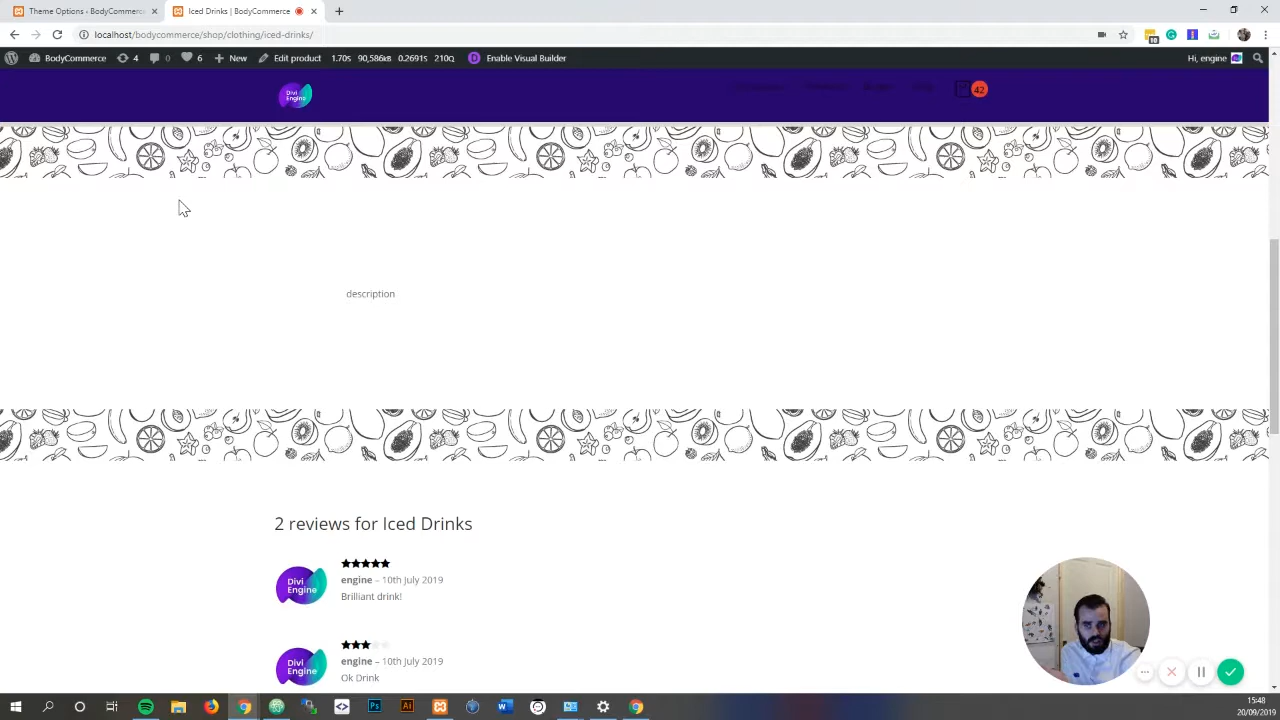 Theme Options ‹ BodyCommerce
Iced Drinks | BodyCommerce
localhost/bodycommerce/shop/clothing/iced-drinks/
10
BodyCommerce 4 0 6 New Edit product 1.70s 90,586ᴋʙ 0.2691s 210Q Enable Visual Builder Hi, engine
Divi
Engine
42
description
2 reviews for Iced Drinks
engine – 10th July 2019
Brilliant drink!
Divi
Engine
engine – 10th July 2019
Ok Drink
Divi
Engine
15:48
20/09/2019